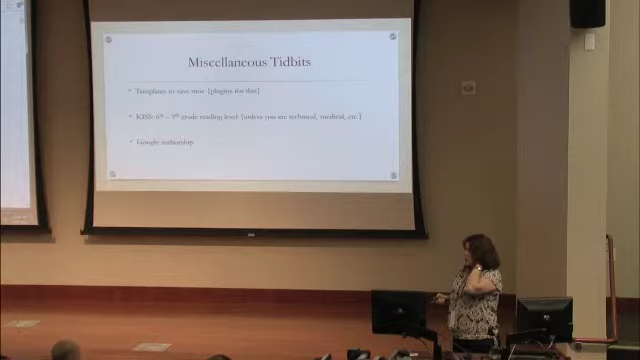 Miscellaneous Tidbits
• Templates to save time {plugins for this}
• KISS: 6th – 9th grade reading level {unless you are technical, medical, etc.}
• Google authorship